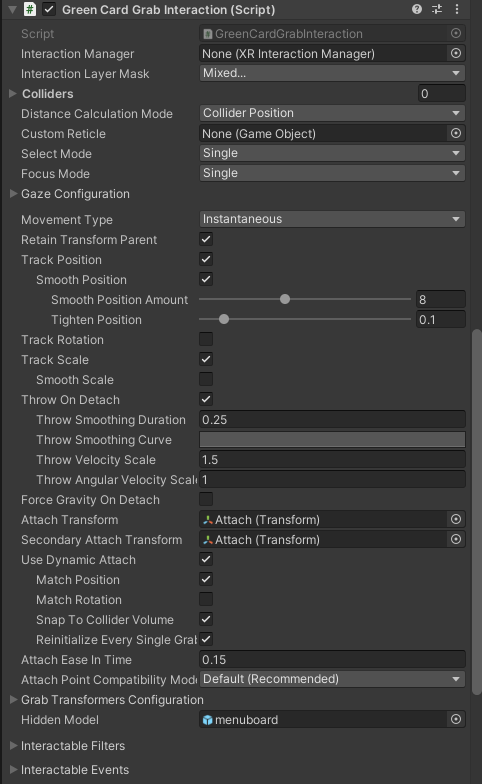 Green Card Grab Interaction (Script)
Script GreenCardGrabInteraction
Interaction Manager None (XR Interaction Manager)
Interaction Layer Mask Mixed...
Colliders 0
Distance Calculation Mode Collider Position
Custom Reticle None (Game Object)
Select Mode Single
Focus Mode Single
Gaze Configuration
Movement Type Instantaneous
Retain Transform Parent
Track Position
Smooth Position
Smooth Position Amount 8
Tighten Position 0.1
Track Rotation
Track Scale
Smooth Scale
Throw On Detach
Throw Smoothing Duration 0.25
Throw Smoothing Curve
Throw Velocity Scale 1.5
Throw Angular Velocity Scale 1
Force Gravity On Detach
Attach Transform Attach (Transform)
Secondary Attach Transform Attach (Transform)
Use Dynamic Attach
Match Position
Match Rotation
Snap To Collider Volume
Reinitialize Every Single Grab
Attach Ease In Time 0.15
Attach Point Compatibility Mode Default (Recommended)
Grab Transformers Configuration
Hidden Model menuboard
Interactable Filters
Interactable Events